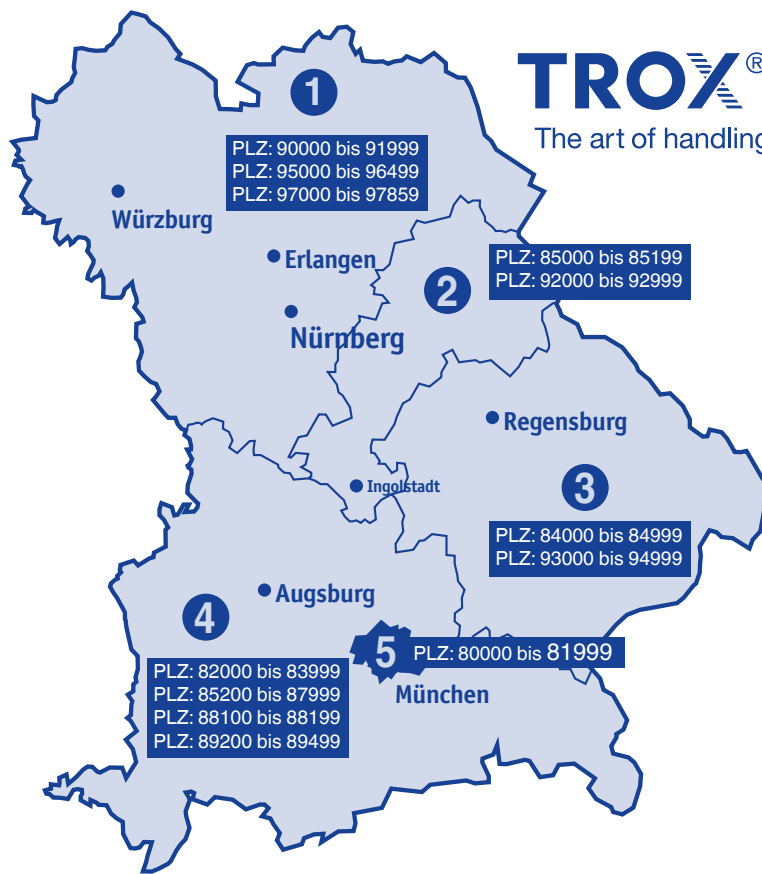 TROX®
The art of handling
1
PLZ: 90000 bis 91999
PLZ: 95000 bis 96499
PLZ: 97000 bis 97859
Würzburg
Erlangen
Nürnberg
2
PLZ: 85000 bis 85199
PLZ: 92000 bis 92999
Regensburg
Ingolstadt
3
PLZ: 84000 bis 84999
PLZ: 93000 bis 94999
Augsburg
4
PLZ: 82000 bis 83999
PLZ: 85200 bis 87999
PLZ: 88100 bis 88199
PLZ: 89200 bis 89499
5
PLZ: 80000 bis 81999
München